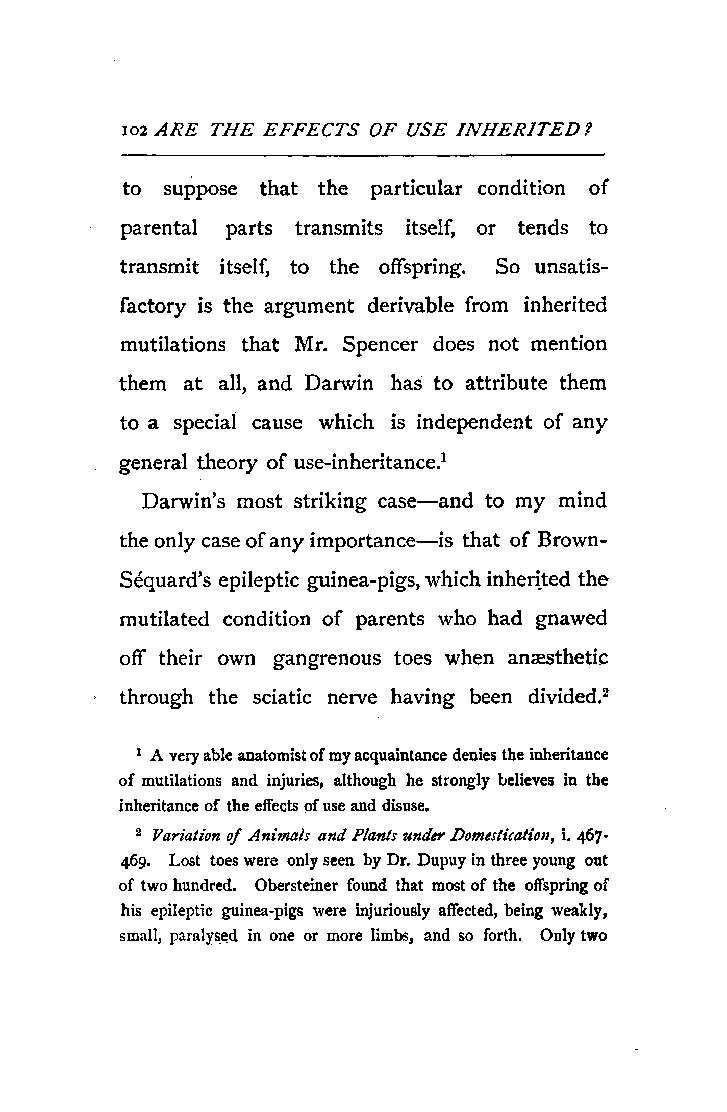 102 ARE THE EFFECTS OF USE INHERITED?
to suppose that the particular condition of
parental parts transmits itself, or tends to
transmit itself, to the offspring. So unsatis-
factory is the argument derivable from inherited
mutilations that Mr. Spencer does not mention
them at all, and Darwin has to attribute them
to a special cause which is independent of any
general theory of use-inheritance.¹
Darwin's most striking case—and to my mind
the only case of any importance—is that of Brown-
Séquard's epileptic guinea-pigs, which inherited the
mutilated condition of parents who had gnawed
off their own gangrenous toes when anæsthetic
through the sciatic nerve having been divided.²
¹ A very able anatomist of my acquaintance denies the inheritance
of mutilations and injuries, although he strongly believes in the
inheritance of the effects of use and disuse.
² Variation of Animals and Plants under Domestication, i. 467-
469. Lost toes were only seen by Dr. Dupuy in three young out
of two hundred. Obersteiner found that most of the offspring of
his epileptic guinea-pigs were injuriously affected, being weakly,
small, paralysed in one or more limbs, and so forth. Only two